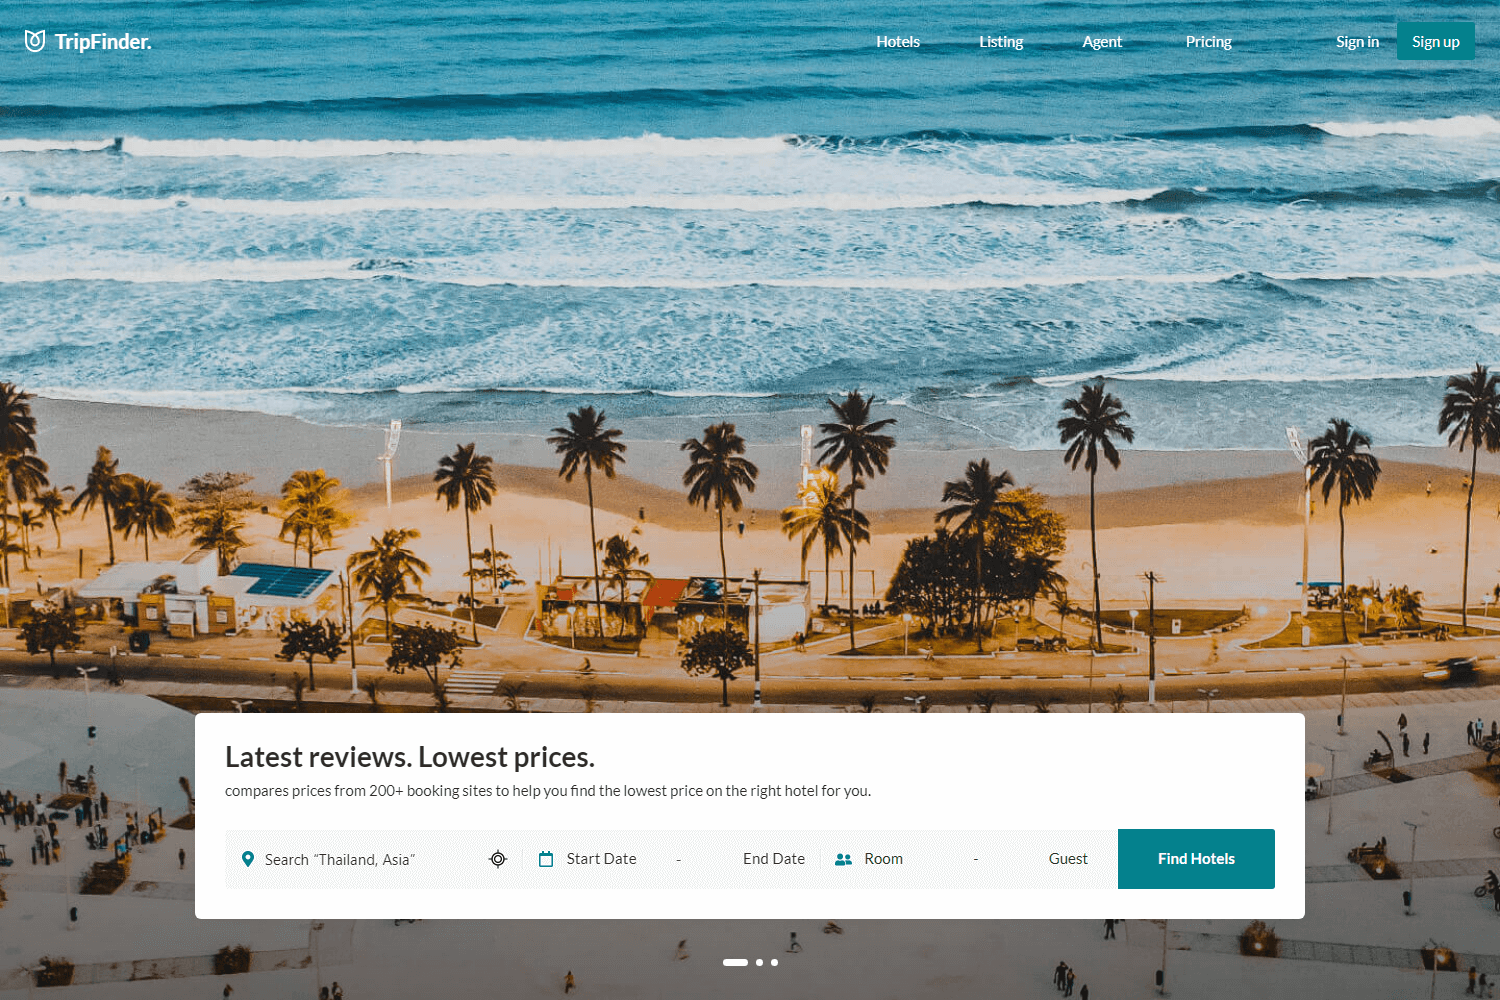 TripFinder.
Hotels Listing Agent Pricing Sign in Sign up
Latest reviews. Lowest prices.
compares prices from 200+ booking sites to help you find the lowest price on the right hotel for you.
Search "Thailand, Asia" Start Date - End Date Room - Guest Find Hotels